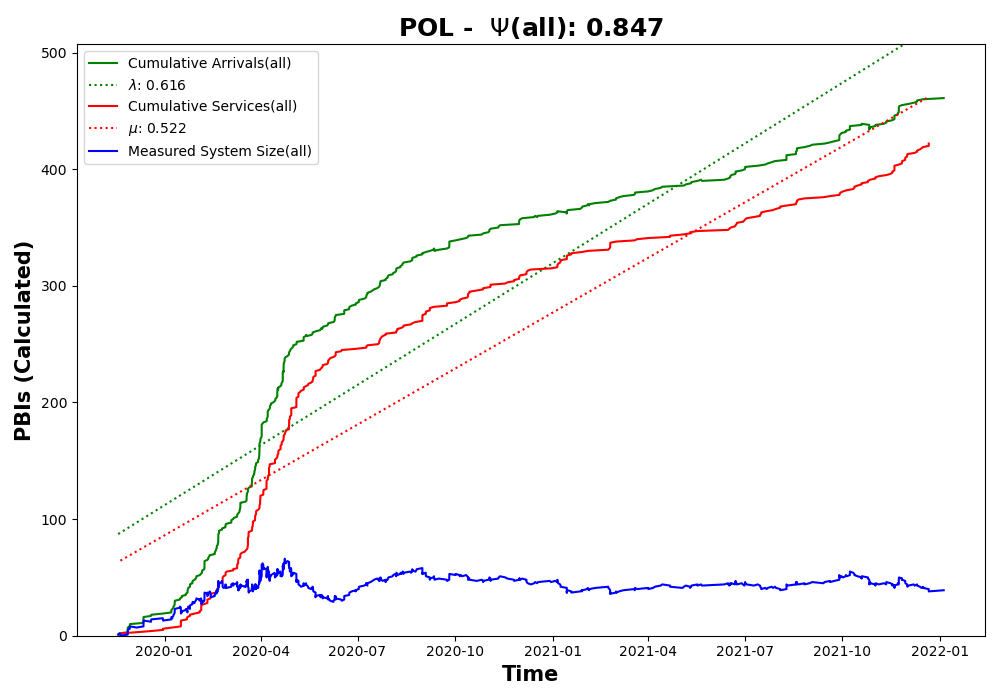 POL - Ψ(all): 0.847
Cumulative Arrivals(all)
λ: 0.616
Cumulative Services(all)
μ: 0.522
Measured System Size(all)
PBIs (Calculated)
500
400
300
200
100
0
2020-01 2020-04 2020-07 2020-10 2021-01 2021-04 2021-07 2021-10 2022-01
Time